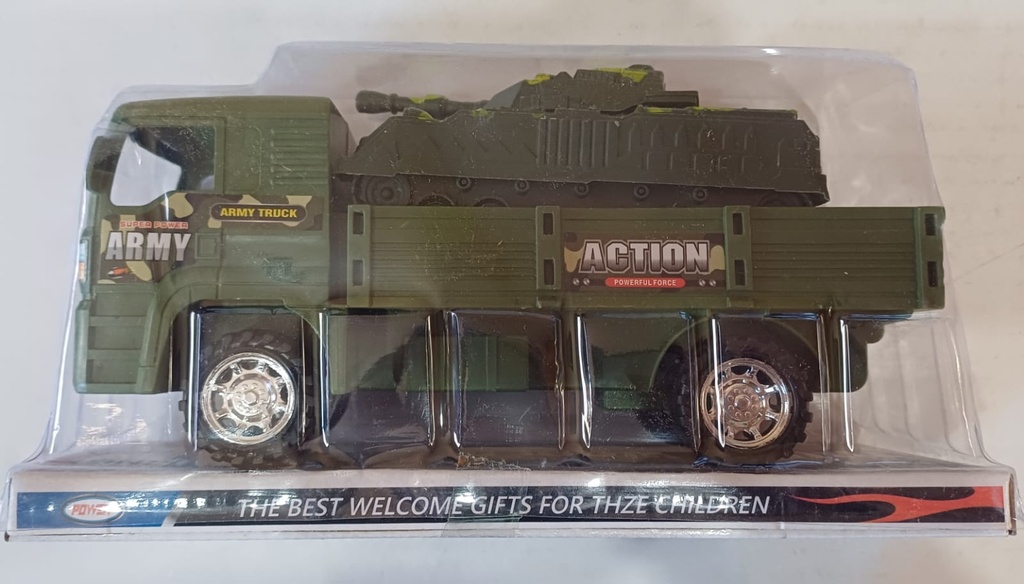 SUPER POWER
ARMY
ARMY TRUCK
ACTION
POWERFUL FORCE
THE BEST WELCOME GIFTS FOR THZE CHILDREN